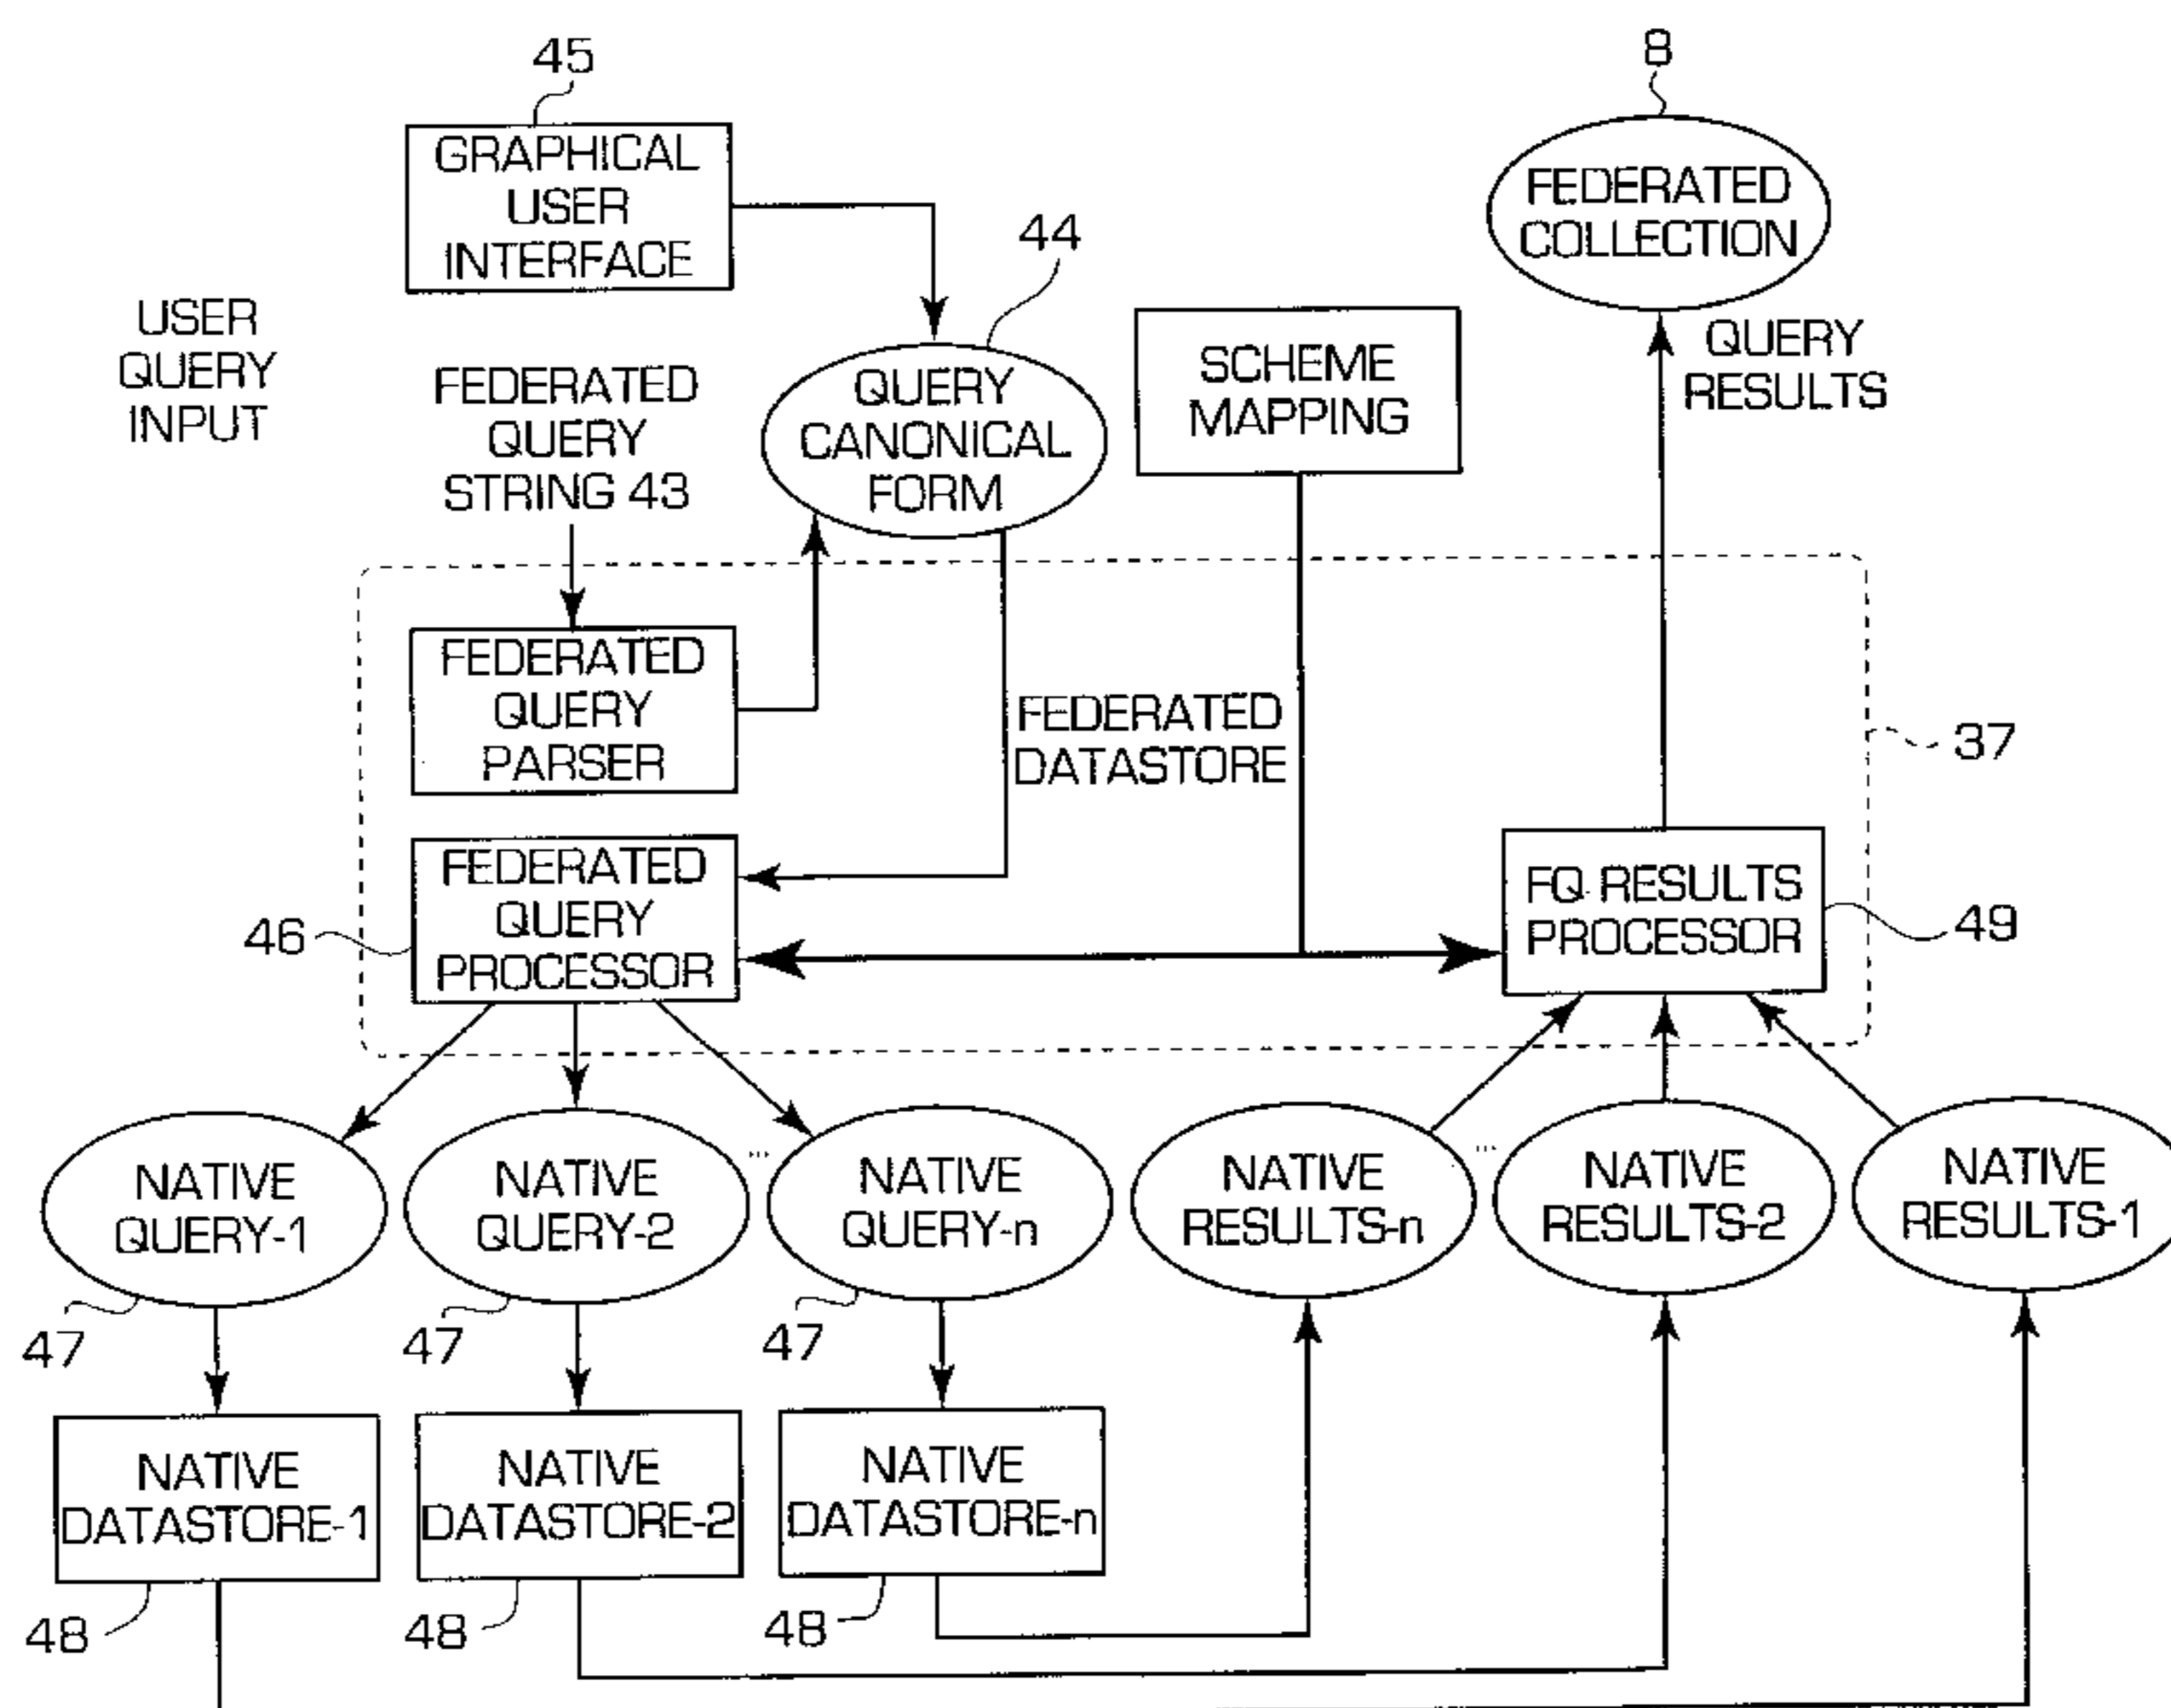 45
8
GRAPHICAL
USER
INTERFACE
FEDERATED
COLLECTION
44
USER
QUERY
INPUT
FEDERATED
QUERY
STRING 43
QUERY
CANONICAL
FORM
SCHEME
MAPPING
QUERY
RESULTS
FEDERATED
QUERY
PARSER
FEDERATED
DATASTORE
37
46
FEDERATED
QUERY
PROCESSOR
FQ RESULTS
PROCESSOR
49
NATIVE
QUERY-1
NATIVE
QUERY-2
...
NATIVE
QUERY-n
NATIVE
RESULTS-n
...
NATIVE
RESULTS-2
NATIVE
RESULTS-1
47
47
47
NATIVE
DATASTORE-1
NATIVE
DATASTORE-2
NATIVE
DATASTORE-n
48
48
48